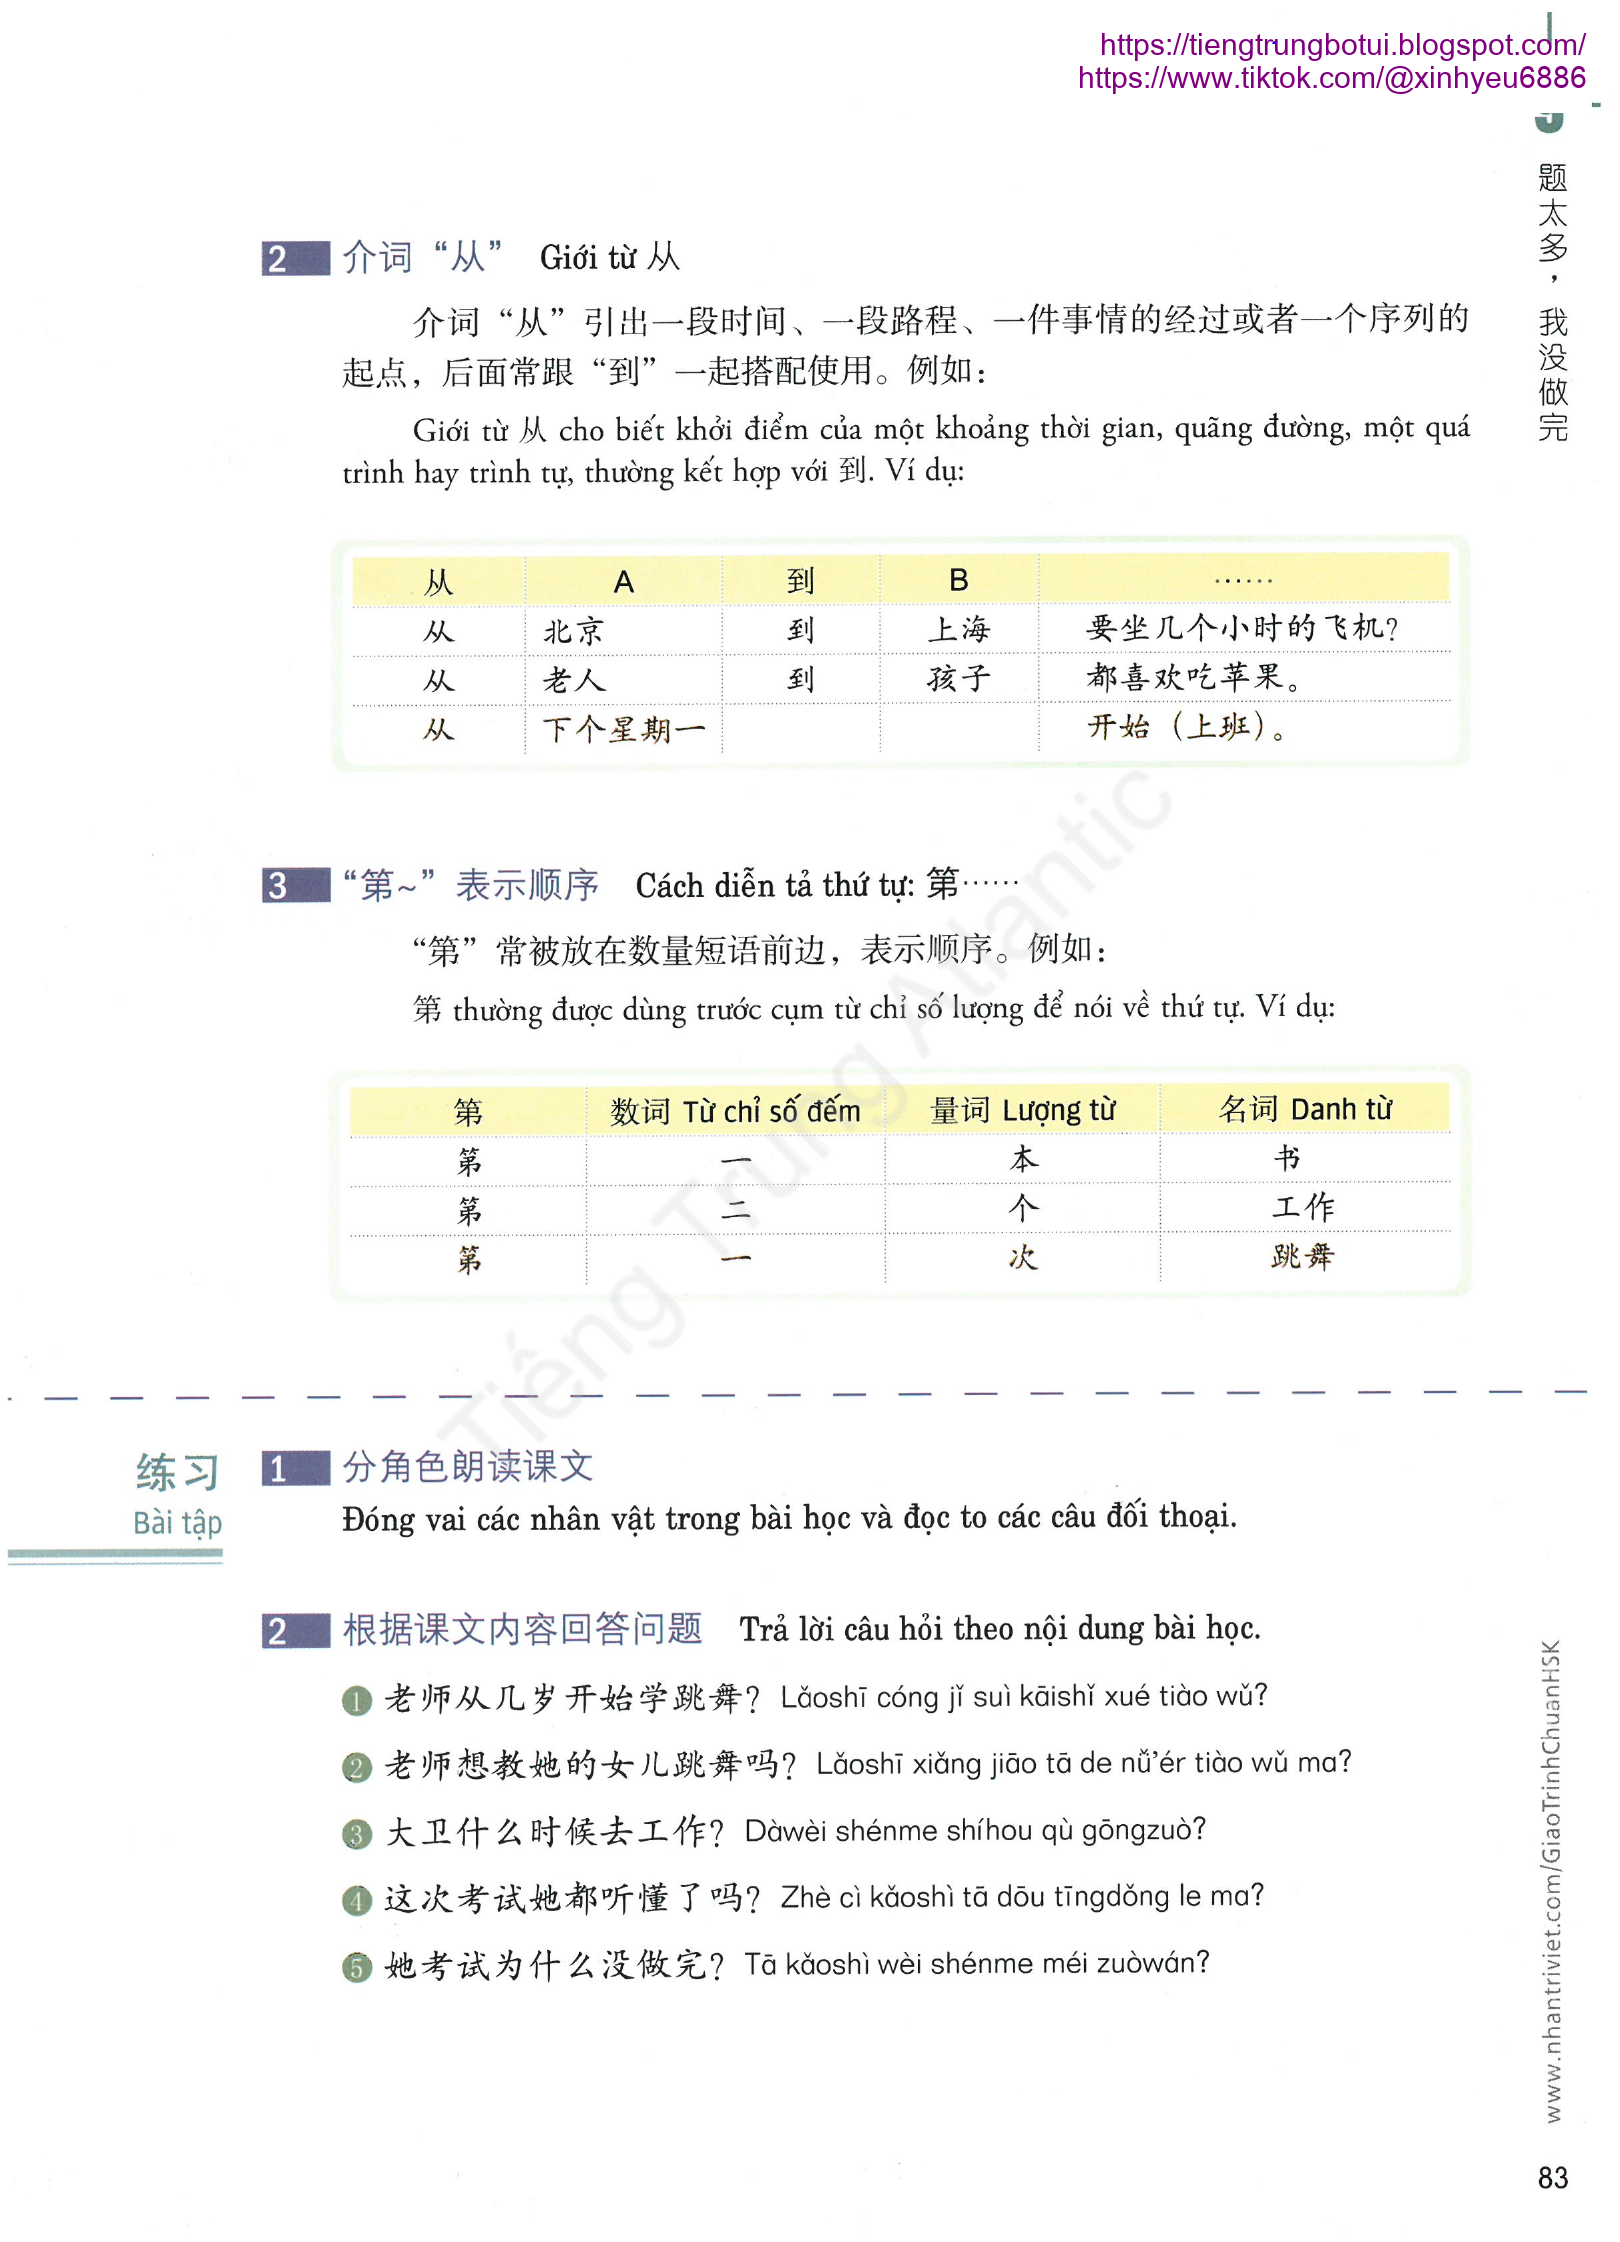 https://tiengtrungbotui.blogspot.com/
https://www.tiktok.com/@xinhyeu6886
题太多，我没做完
2 介词“从” Giới từ 从
介词“从”引出一段时间、一段路程、一件事情的经过或者一个序列的
起点，后面常跟“到”一起搭配使用。例如：
Giới từ 从 cho biết khởi điểm của một khoảng thời gian, quãng đường, một quá
trình hay trình tự, thường kết hợp với 到. Ví dụ:
从 A 到 B ……
从 北京 到 上海 要坐几个小时的飞机？
从 老人 到 孩子 都喜欢吃苹果。
从 下个星期一 开始（上班）。
3 “第~”表示顺序 Cách diễn tả thứ tự: 第……
“第”常被放在数量短语前边，表示顺序。例如：
第 thường được dùng trước cụm từ chỉ số lượng để nói về thứ tự. Ví dụ:
第 数词 Từ chỉ số đếm 量词 Lượng từ 名词 Danh từ
第 一 本 书
第 二 个 工作
第 一 次 跳舞
Tiếng Trung Atlantic
练习
Bài tập
1 分角色朗读课文
Đóng vai các nhân vật trong bài học và đọc to các câu đối thoại.
2 根据课文内容回答问题 Trả lời câu hỏi theo nội dung bài học.
1 老师从几岁开始学跳舞？ Lǎoshī cóng jǐ suì kāishǐ xué tiào wǔ?
2 老师想教她的女儿跳舞吗？ Lǎoshī xiǎng jiāo tā de nǚ’ér tiào wǔ ma?
3 大卫什么时候去工作？ Dàwèi shénme shíhou qù gōngzuò?
4 这次考试她都听懂了吗？ Zhè cì kǎoshì tā dōu tīngdǒng le ma?
5 她考试为什么没做完？ Tā kǎoshì wèi shénme méi zuòwán?
www.nhantriviet.com/GiaoTrinhChuanHSK
83